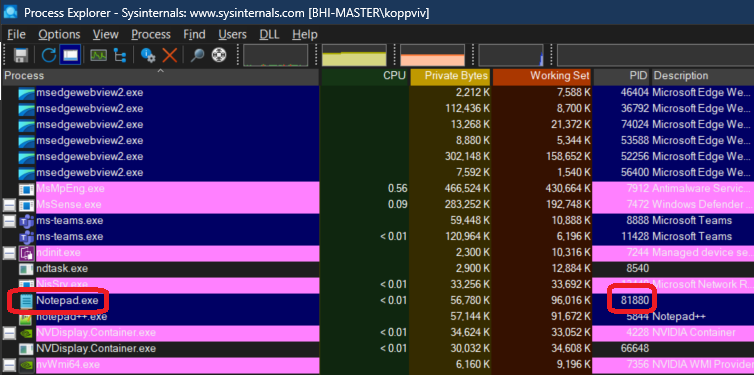 Process Explorer - Sysinternals: www.sysinternals.com [BHI-MASTER\koppviv]
File Options View Process Find Users DLL Help
Process CPU Private Bytes Working Set PID Description
msedgewebview2.exe 2,212 K 7,588 K 46404 Microsoft Edge We...
msedgewebview2.exe 112,436 K 8,700 K 36792 Microsoft Edge We...
msedgewebview2.exe 13,268 K 21,372 K 74024 Microsoft Edge We...
msedgewebview2.exe 8,880 K 5,344 K 53588 Microsoft Edge We...
msedgewebview2.exe 302,148 K 158,652 K 52256 Microsoft Edge We...
msedgewebview2.exe 7,592 K 1,540 K 56400 Microsoft Edge We...
MsMpEng.exe 0.56 466,524 K 430,664 K 7912 Antimalware Servic...
MsSense.exe 0.09 283,252 K 192,748 K 7472 Windows Defender ...
ms-teams.exe 59,448 K 10,888 K 8888 Microsoft Teams
ms-teams.exe < 0.01 120,964 K 6,196 K 11428 Microsoft Teams
ndinit.exe 2,300 K 10,316 K 7244 Managed device se...
ndtask.exe 2,900 K 12,884 K 8540
NisSrv.exe < 0.01 33,256 K 33,692 K Microsoft Network R...
Notepad.exe < 0.01 56,780 K 96,016 K 81880
notepad++.exe 57,144 K 91,672 K 5844 Notepad++
NVDisplay.Container.exe < 0.01 34,624 K 33,052 K 4228 NVIDIA Container
NVDisplay.Container.exe < 0.01 30,032 K 34,608 K 66648
nvWmi64.exe 6,160 K 9,196 K 7356 NVIDIA WMI Provider